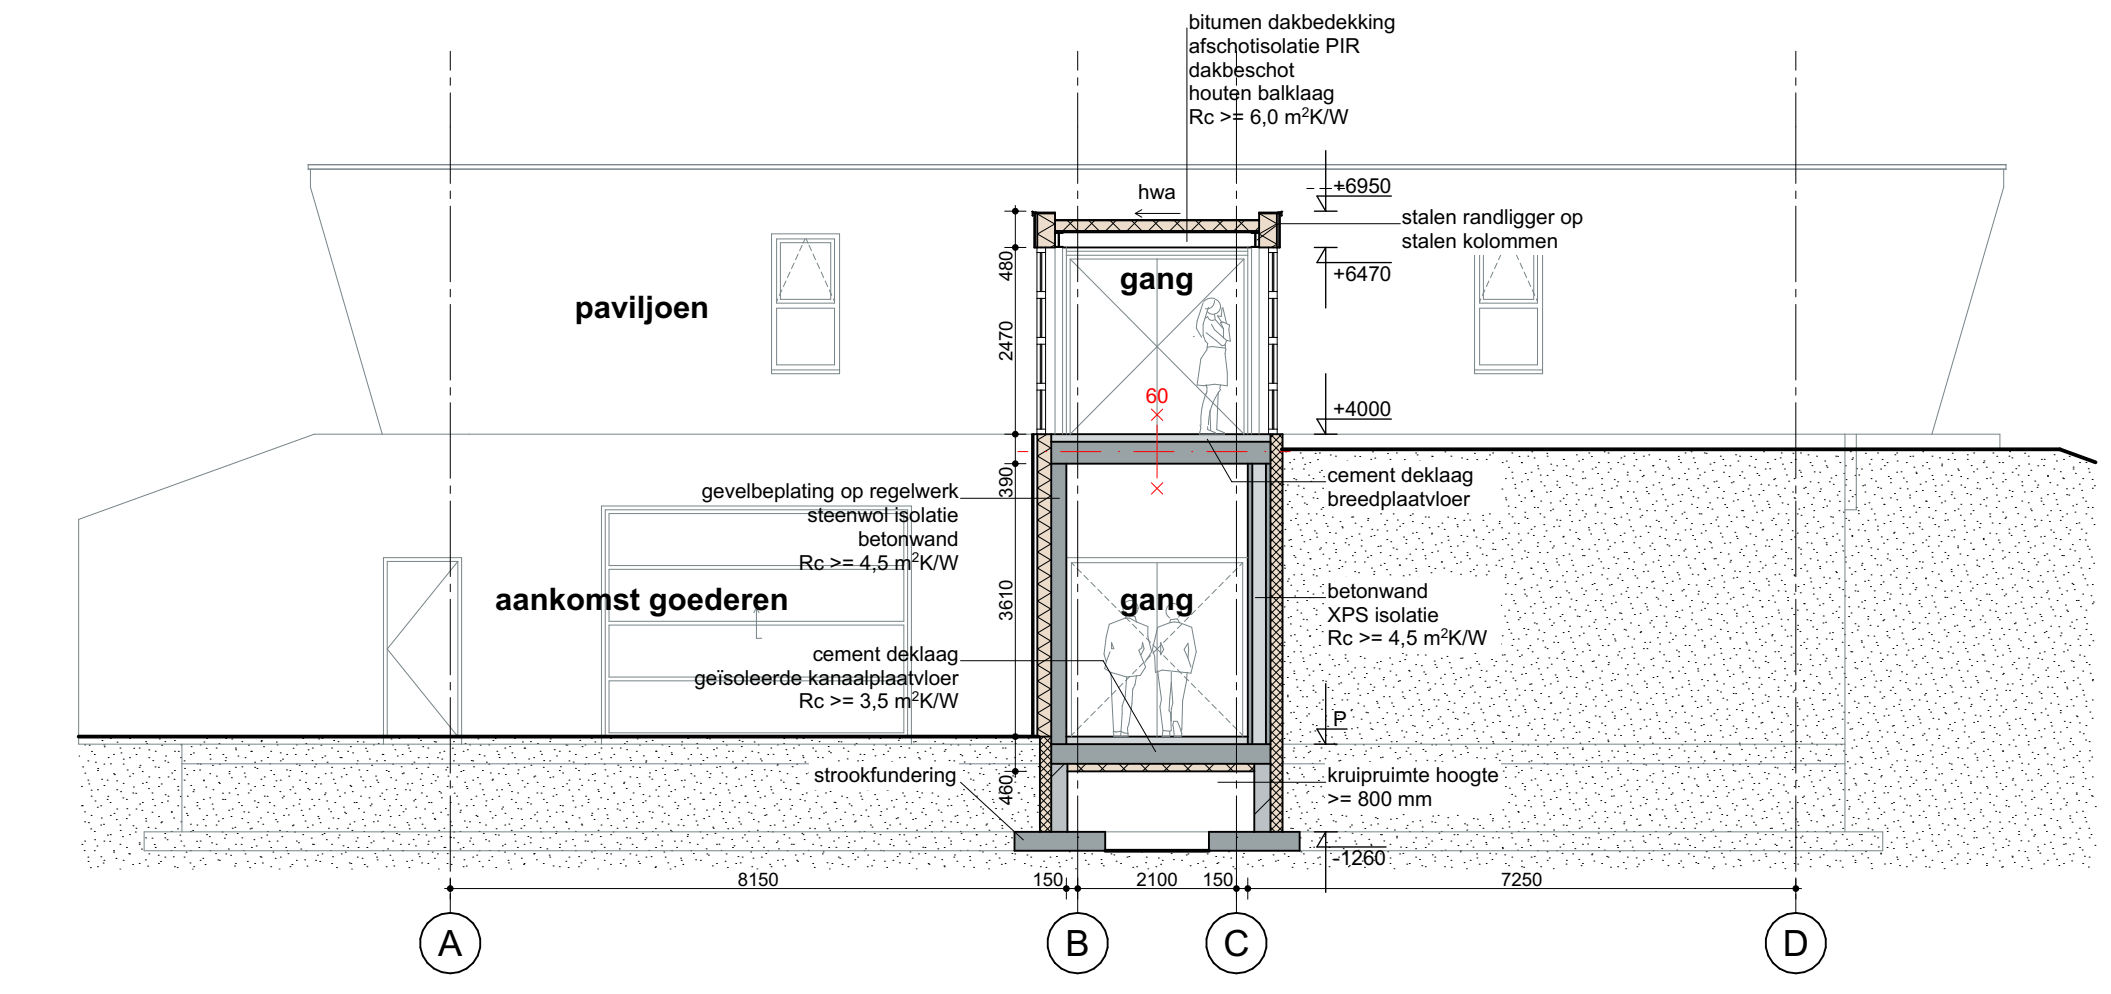 bitumen dakbedekking
afschotisolatie PIR
dakbeschot
houten balklaag
Rc >= 6,0 m²K/W
hwa
+6950
stalen randligger op
stalen kolommen
480
gang
+6470
paviljoen
2470
60
+4000
390
cement deklaag
breedplaatvloer
gevelbeplating op regelwerk
steenwol isolatie
betonwand
Rc >= 4,5 m²K/W
aankomst goederen
3610
gang
betonwand
XPS isolatie
Rc >= 4,5 m²K/W
cement deklaag
geïsoleerde kanaalplaatvloer
Rc >= 3,5 m²K/W
P
strookfundering
460
kruipruimte hoogte
>= 800 mm
-1260
8150
150
2100
150
7250
A
B
C
D